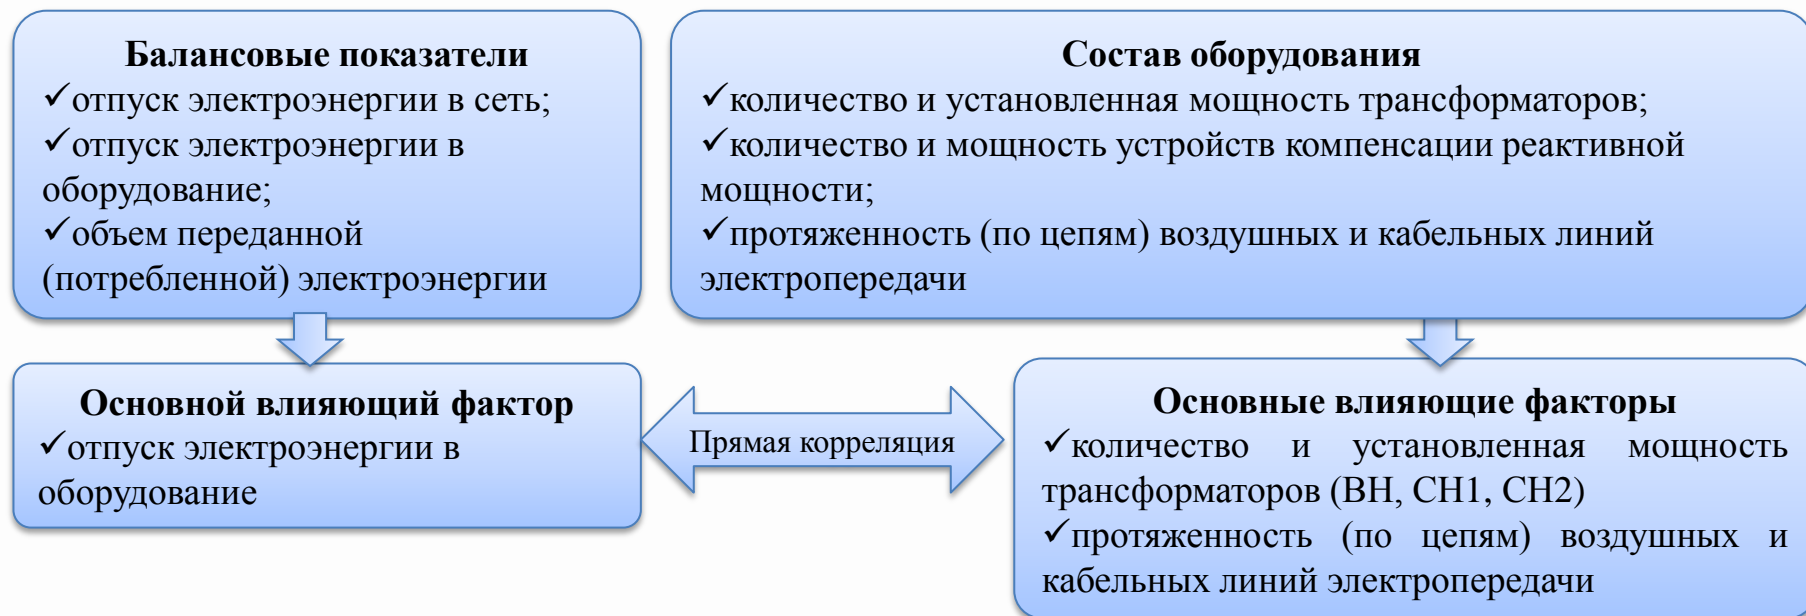 Балансовые показатели
✓отпуск электроэнергии в сеть;
✓отпуск электроэнергии в
оборудование;
✓объем переданной
(потребленной) электроэнергии
Состав оборудования
✓количество и установленная мощность трансформаторов;
✓количество и мощность устройств компенсации реактивной
мощности;
✓протяженность (по цепям) воздушных и кабельных линий
электропередачи
Основной влияющий фактор
✓отпуск электроэнергии в
оборудование
Прямая корреляция
Основные влияющие факторы
✓количество и установленная мощность
трансформаторов (ВН, СН1, СН2)
✓протяженность (по цепям) воздушных и
кабельных линий электропередачи